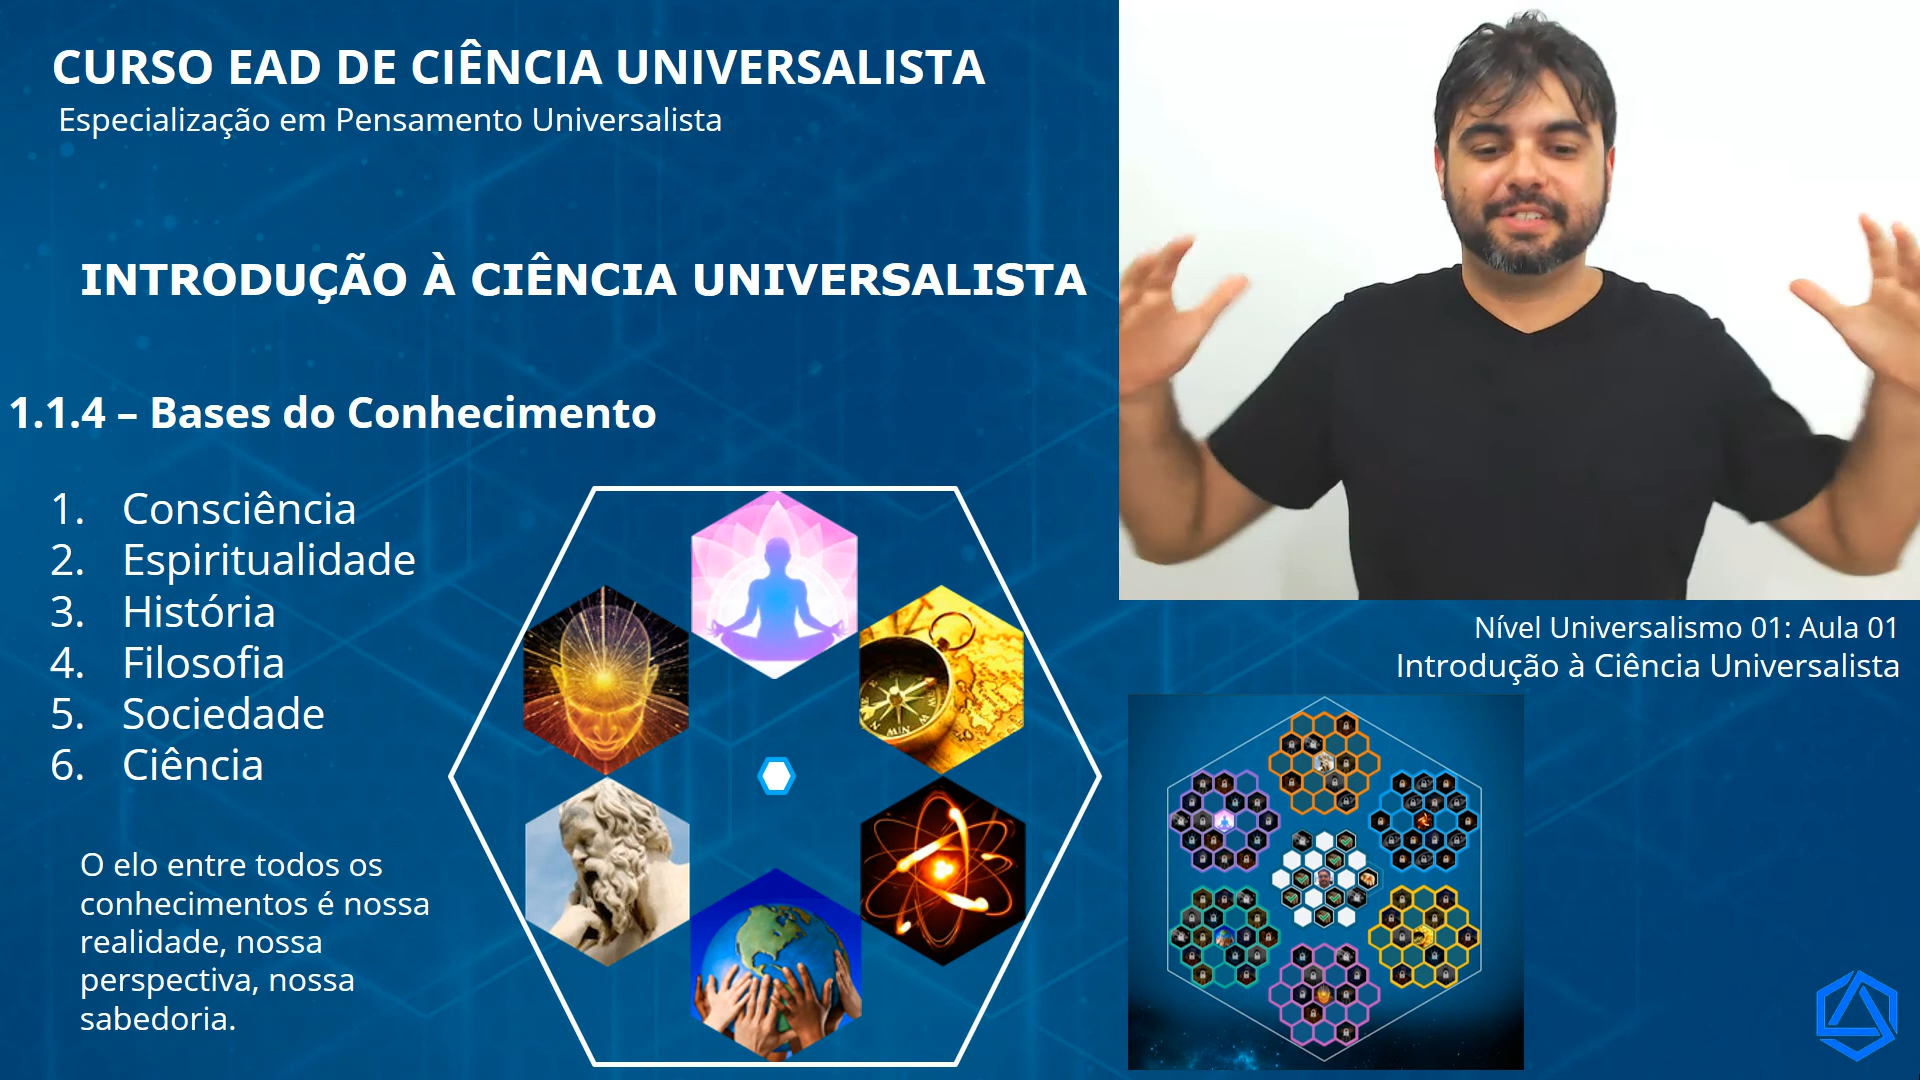 CURSO EAD DE CIÊNCIA UNIVERSALISTA
Especialização em Pensamento Universalista
INTRODUÇÃO À CIÊNCIA UNIVERSALISTA
1.1.4 – Bases do Conhecimento
1. Consciência
2. Espiritualidade
3. História
4. Filosofia
5. Sociedade
6. Ciência
O elo entre todos os
conhecimentos é nossa
realidade, nossa
perspectiva, nossa
sabedoria.
Nível Universalismo 01: Aula 01
Introdução à Ciência Universalista